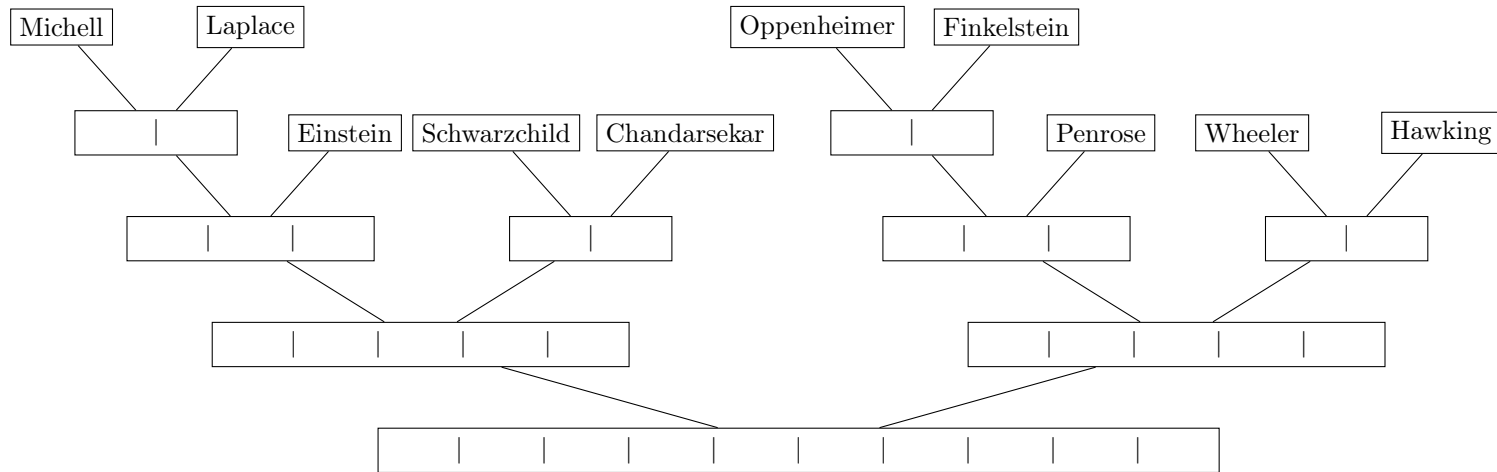 Michell Laplace Oppenheimer Finkelstein
Einstein Schwarzchild Chandarsekar Penrose Wheeler Hawking